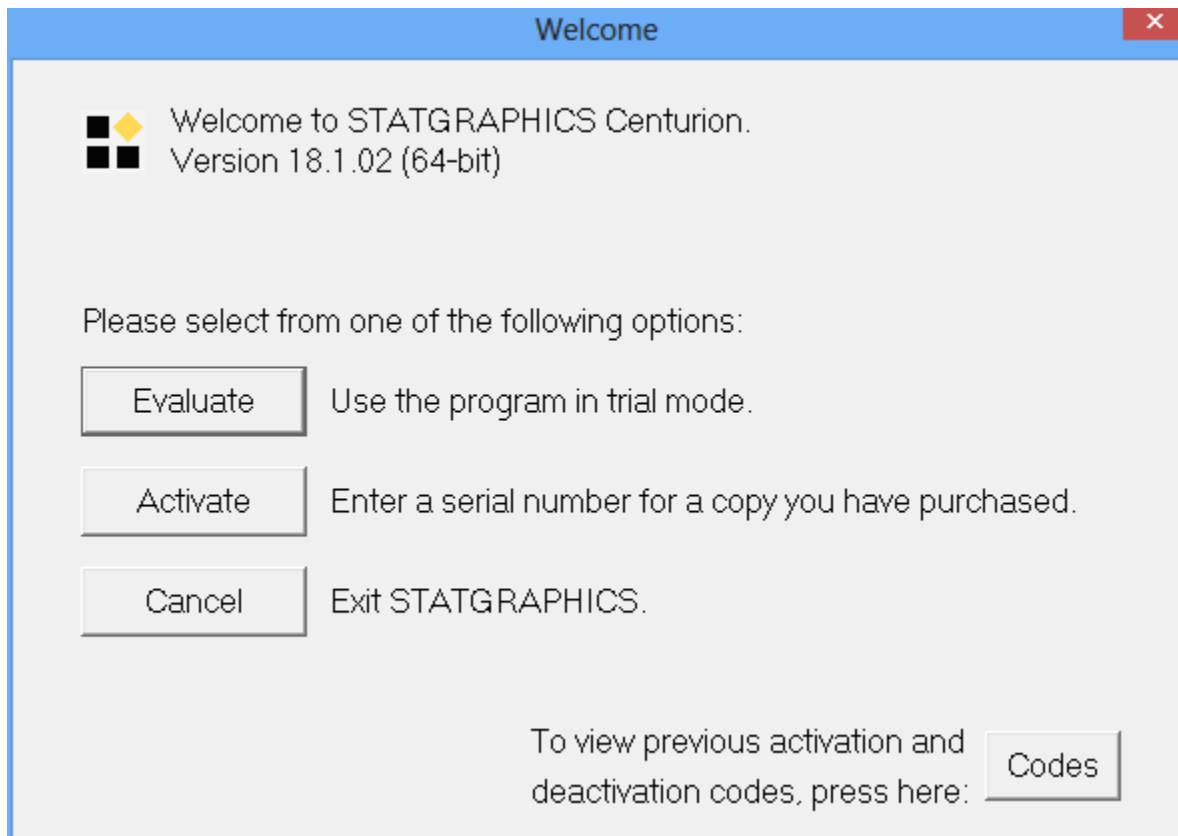 Welcome
Welcome to STATGRAPHICS Centurion.
Version 18.1.02 (64-bit)
Please select from one of the following options:
Evaluate Use the program in trial mode.
Activate Enter a serial number for a copy you have purchased.
Cancel Exit STATGRAPHICS.
To view previous activation and
deactivation codes, press here: Codes